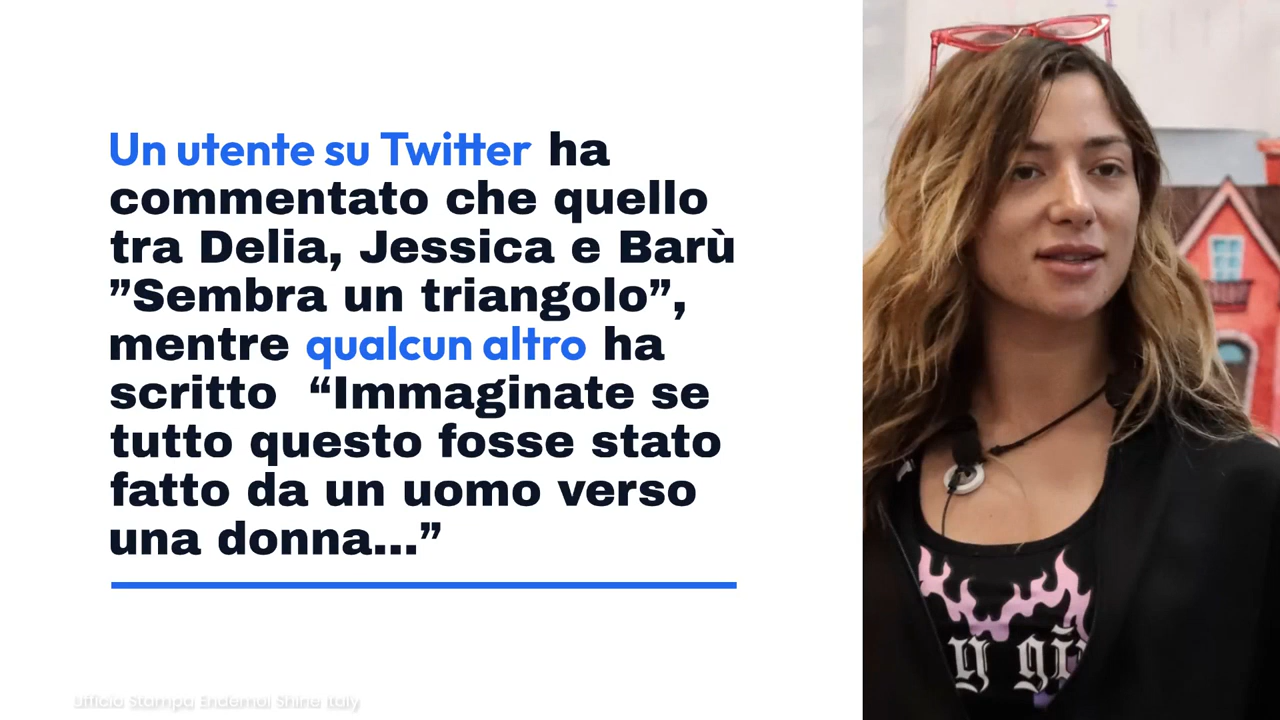 Un utente su Twitter ha
commentato che quello
tra Delia, Jessica e Barù
”Sembra un triangolo”,
mentre qualcun altro ha
scritto “Immaginate se
tutto questo fosse stato
fatto da un uomo verso
una donna...”
Ufficio Stampa Endemol Shine Italy